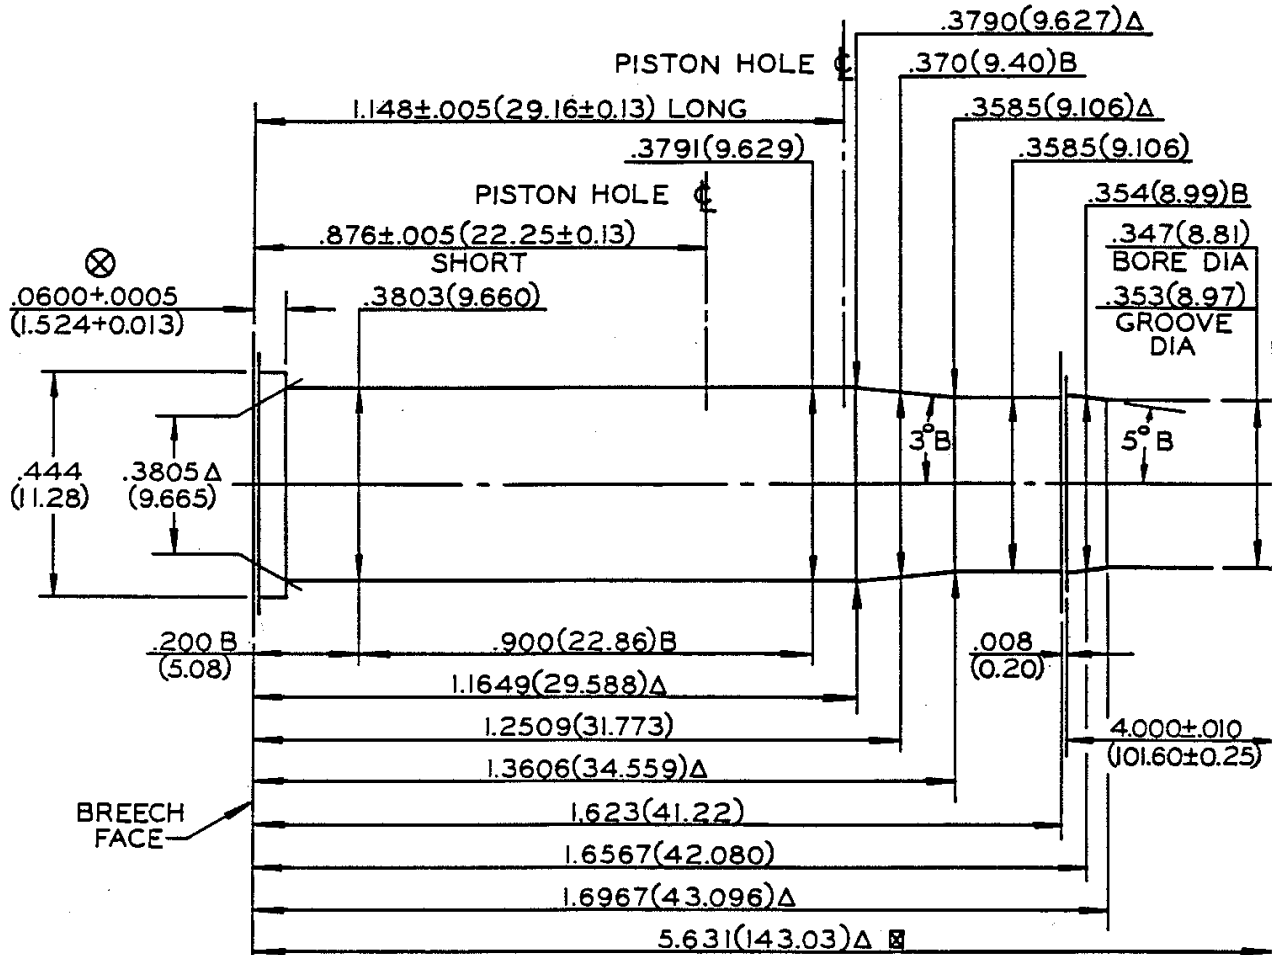 .3790(9.627)Δ
PISTON HOLE ℄
.370(9.40)B
1.148±.005(29.16±0.13) LONG
.3585(9.106)Δ
.3791(9.629)
.3585(9.106)
PISTON HOLE ℄
.354(8.99)B
.876±.005(22.25±0.13)
SHORT
.347(8.81)
BORE DIA
⊗
.0600+.0005
(1.524+0.013)
.3803(9.660)
.353(8.97)
GROOVE
DIA
3°B
5°B
.444
(11.28)
.3805Δ
(9.665)
.200 B
(5.08)
.900(22.86)B
.008
(0.20)
1.1649(29.588)Δ
1.2509(31.773)
4.000±.010
(101.60±0.25)
1.3606(34.559)Δ
BREECH
FACE
1.623(41.22)
1.6567(42.080)
1.6967(43.096)Δ
5.631(143.03)Δ ⊠